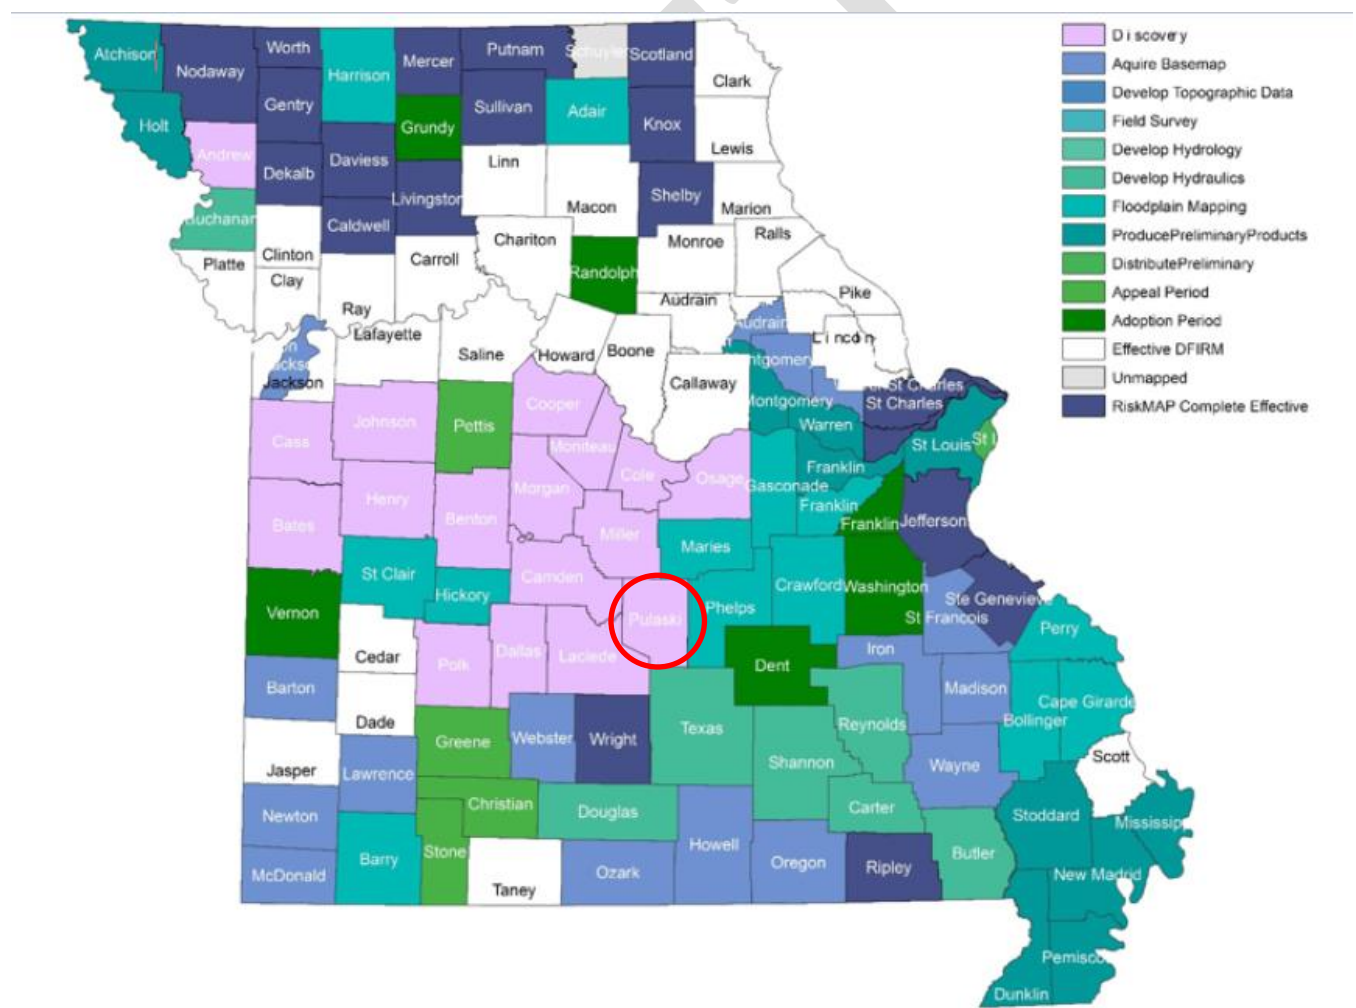 Atchison
Nodaway
Worth
Harrison
Mercer
Putnam
Schuyler
Scotland
Clark
Gentry
Sullivan
Adair
Knox
Holt
Grundy
Lewis
Andrew
Dekalb
Daviess
Linn
Livingston
Shelby
Macon
Marion
Buchanan
Caldwell
Chariton
Monroe
Ralls
Clinton
Platte
Carroll
Randolph
Clay
Ray
Audrain
Pike
Audrain
Lafayette
Saline
Howard
Boone
Lincoln
Jackson
Callaway
ntgomery
St Charles
St Charles
Montgomery
Cooper
Johnson
Pettis
Warren
Cass
Moniteau
St Louis
St L
Cole
Osage
Franklin
Gasconade
Morgan
Henry
Franklin
Benton
Bates
Miller
Franklin
Jefferson
Maries
St Clair
Camden
Hickory
Crawford
Washington
Phelps
Ste Genevieve
Vernon
Pulaski
St Francois
Perry
Cedar
Polk
Dallas
Laclede
Dent
Iron
Barton
Madison
Cape Girarde
Bollinger
Dade
Texas
Reynolds
Greene
Webster
Wright
Scott
Jasper
Lawrence
Shannon
Wayne
Christian
Carter
Newton
Douglas
Stoddard
Mississipp
Stone
Barry
Howell
Butler
McDonald
Ozark
Oregon
Ripley
New Madrid
Taney
Pemisco
Dunklin
Discovery
Aquire Basemap
Develop Topographic Data
Field Survey
Develop Hydrology
Develop Hydraulics
Floodplain Mapping
ProducePreliminaryProducts
DistributePreliminary
Appeal Period
Adoption Period
Effective DFIRM
Unmapped
RiskMAP Complete Effective